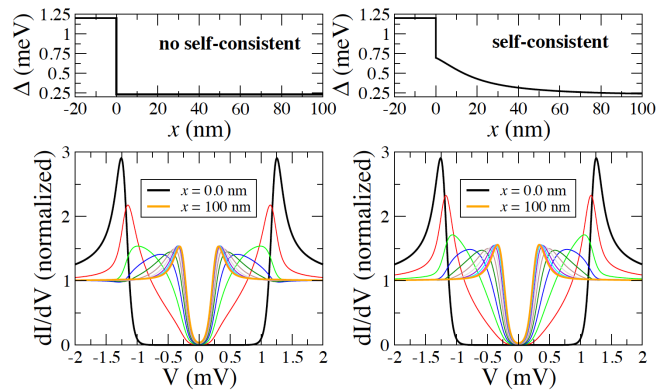 1.25
1
0.75
0.5
0.25
Δ (meV)
no self-consistent
-20 0 20 40 60 80 100
x (nm)
1.25
1
0.75
0.5
0.25
Δ (meV)
self-consistent
-20 0 20 40 60 80 100
x (nm)
3
2
1
0
dI/dV (normalized)
x = 0.0 nm
x = 100 nm
-2 -1.5 -1 -0.5 0 0.5 1 1.5 2
V (mV)
3
2
1
0
dI/dV (normalized)
x = 0.0 nm
x = 100 nm
-2 -1.5 -1 -0.5 0 0.5 1 1.5 2
V (mV)